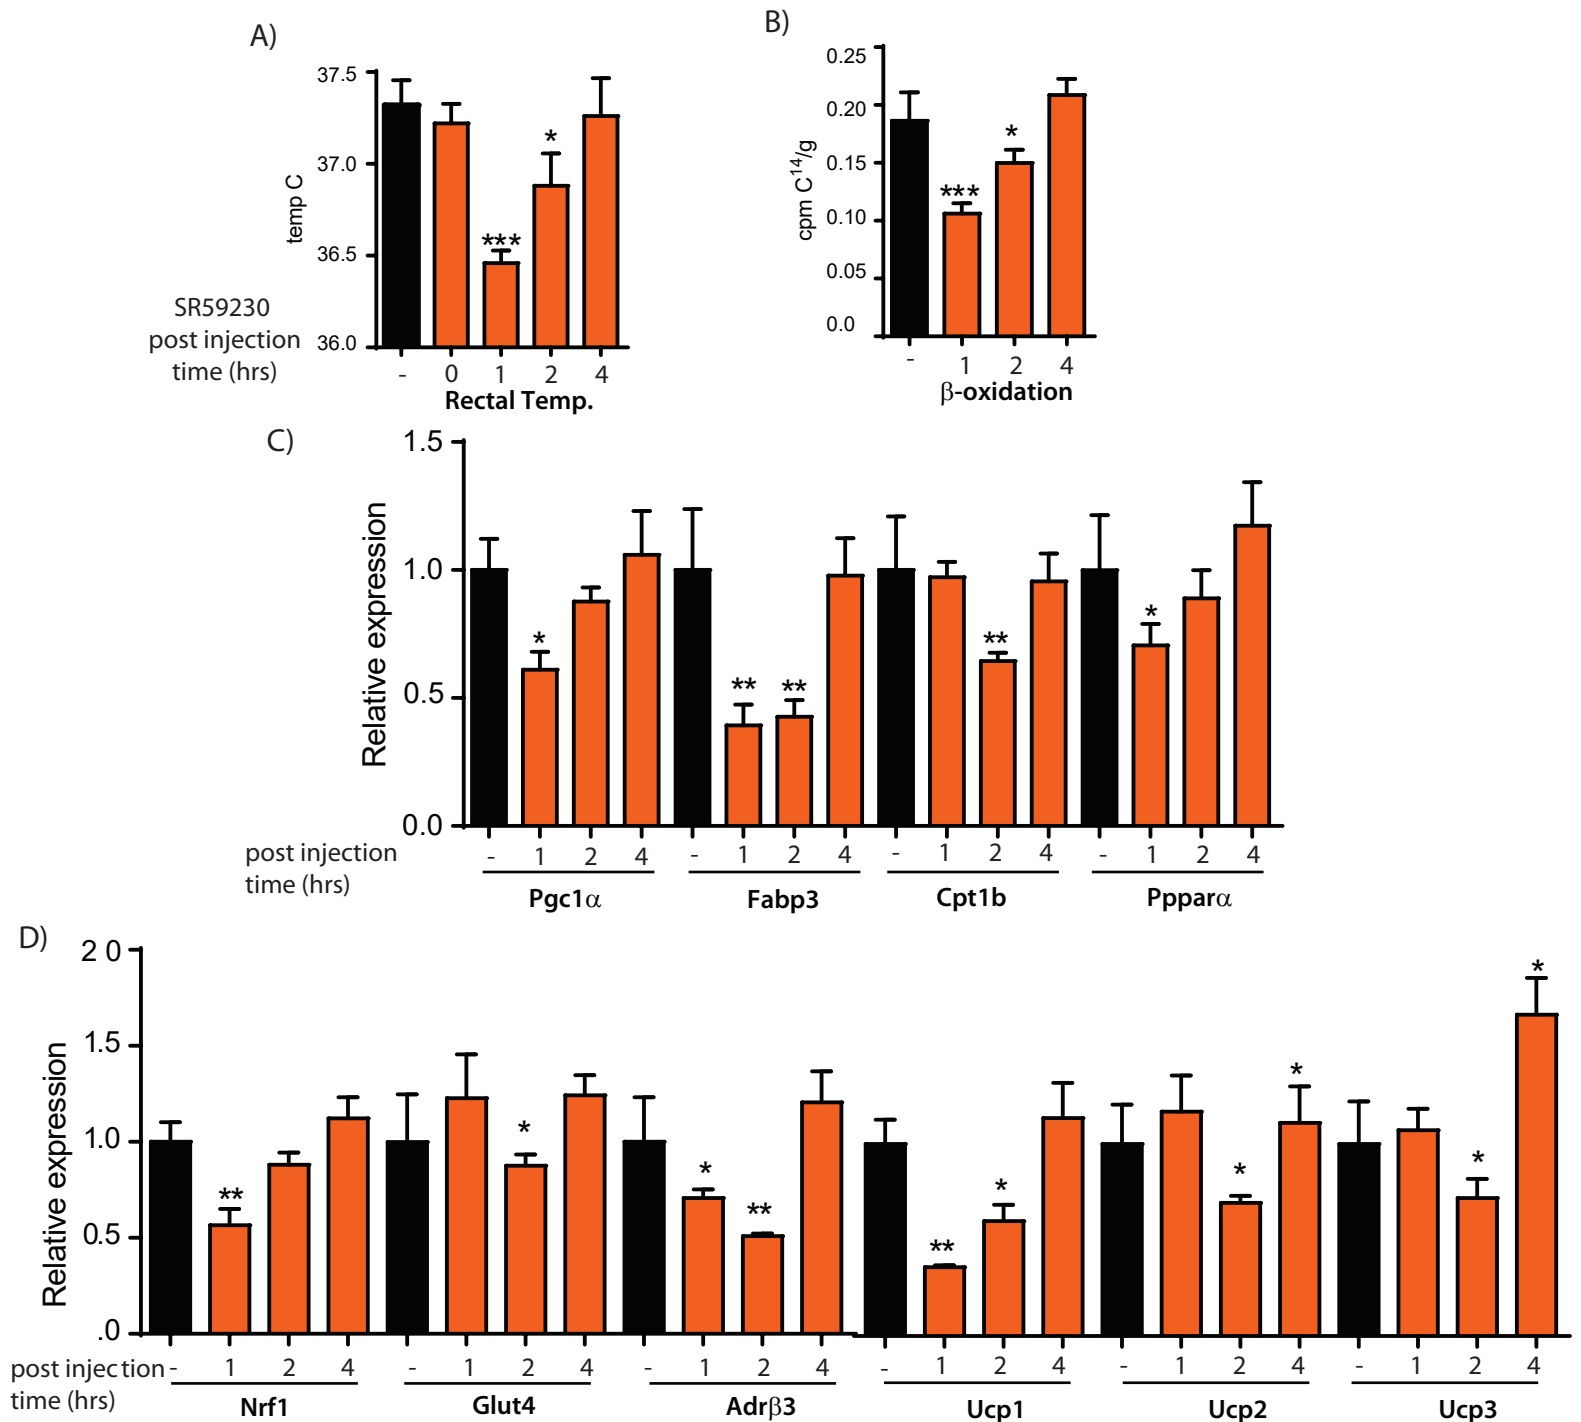 A)
37.5
37.0
36.5
36.0
temp C
*** *
SR59230
post injection
time (hrs)
- 0 1 2 4
Rectal Temp.
B)
0.25
0.20
0.15
0.10
0.05
0.0
cpm C¹⁴/g
*** *
- 1 2 4
β-oxidation
C)
1.5
1.0
0.5
0.0
Relative expression
* ** ** ** *
post injection
time (hrs)
- 1 2 4 - 1 2 4 - 1 2 4 - 1 2 4
Pgc1α Fabp3 Cpt1b Ppparα
D)
2 0
1.5
1.0
0.5
.0
Relative expression
** * * ** ** * * * * *
post injection
time (hrs)
- 1 2 4 - 1 2 4 - 1 2 4 - 1 2 4 - 1 2 4 - 1 2 4
Nrf1 Glut4 Adrβ3 Ucp1 Ucp2 Ucp3